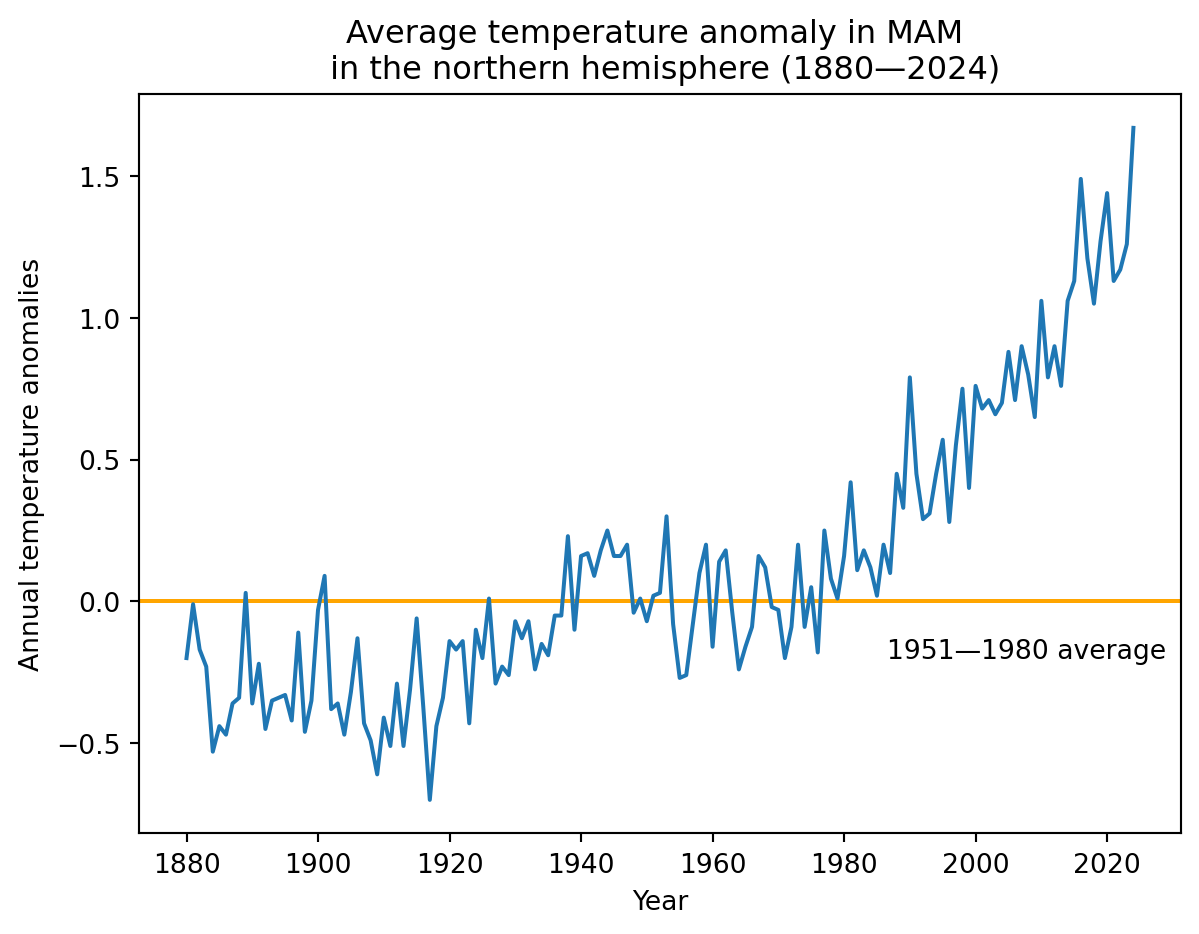 Average temperature anomaly in MAM
in the northern hemisphere (1880—2024)
Annual temperature anomalies
1.5
1.0
0.5
0.0
−0.5
1951—1980 average
1880 1900 1920 1940 1960 1980 2000 2020
Year